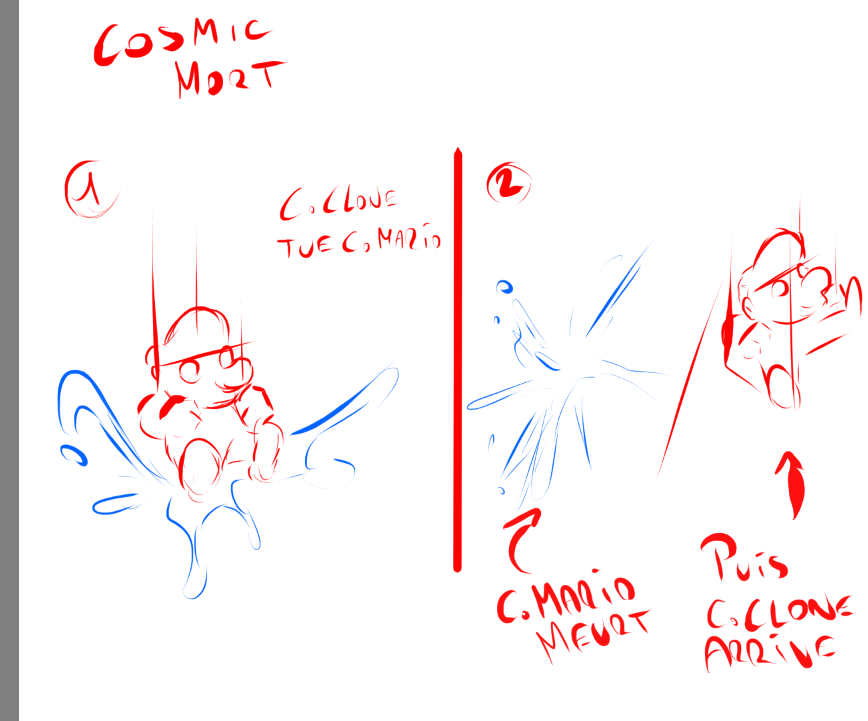 COSMIC
MORT
1
C.CLONE
TUE C.MARIO
2
C.MARIO
MEURT
PUiS
C.CLONE
ARRiVE